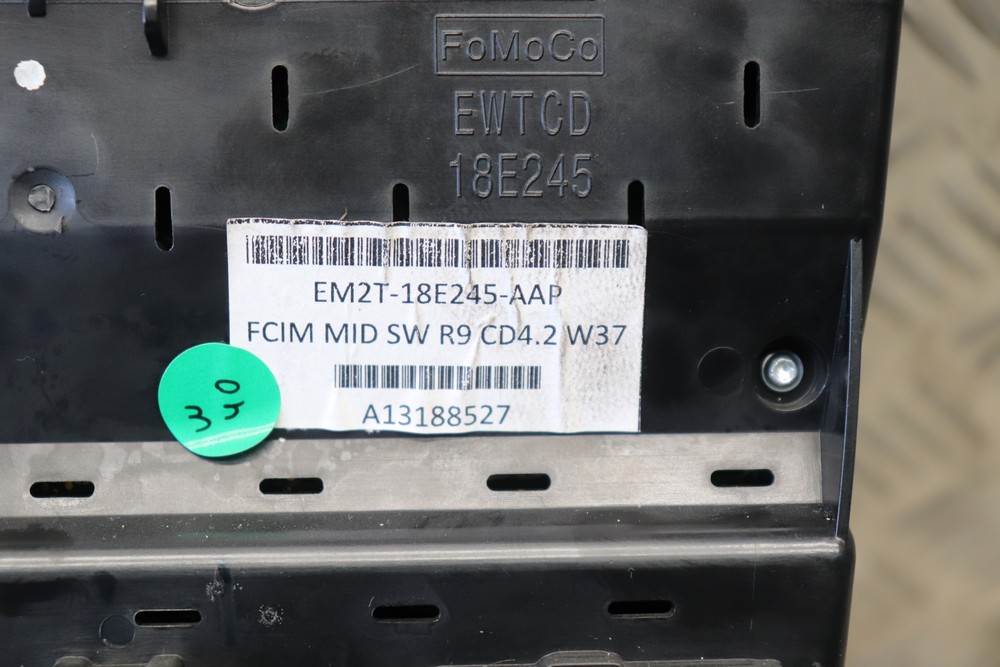 FoMoCo
EWTCD
18E245
EM2T-18E245-AAP
FCIM MID SW R9 CD4.2 W37
A13188527